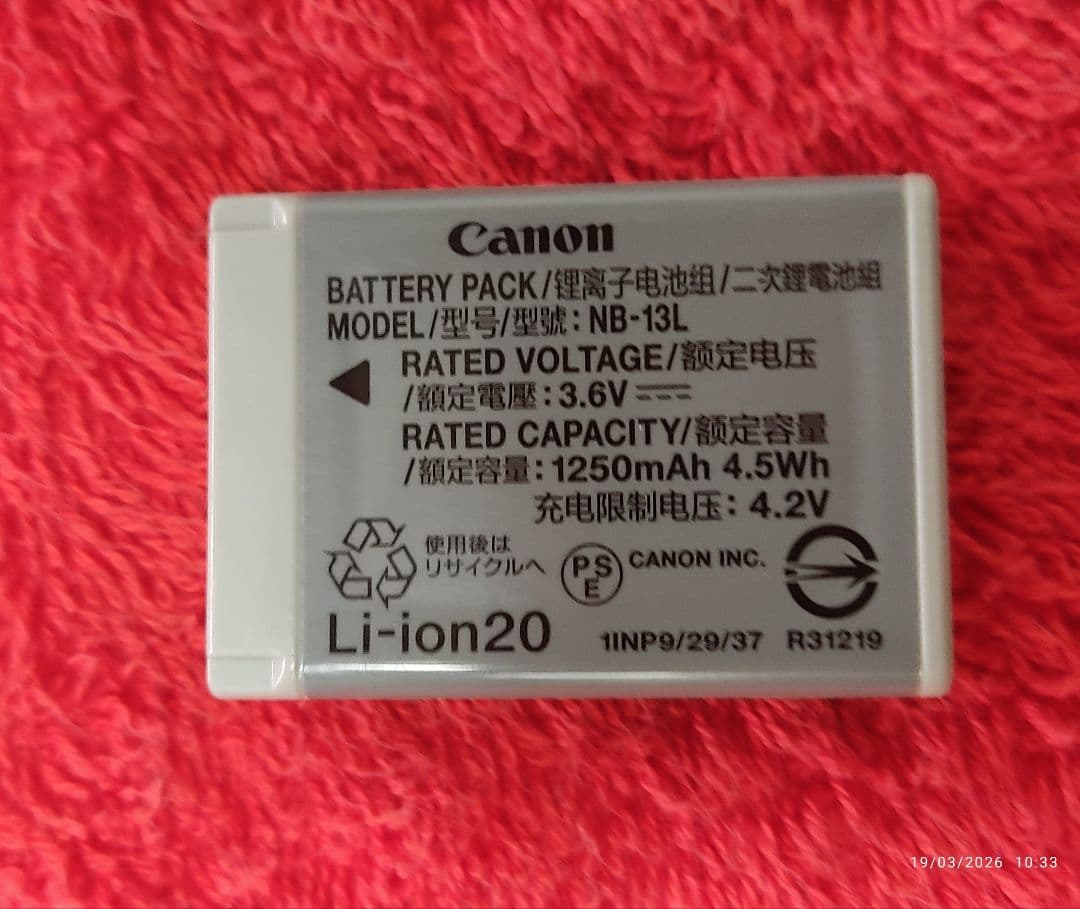 Canon
BATTERY PACK/锂离子电池组/二次鋰電池組
MODEL/型号/型號:NB-13L
RATED VOLTAGE/额定电压
/額定電壓:3.6V
RATED CAPACITY/额定容量
/額定容量:1250mAh 4.5Wh
充电限制电压:4.2V
使用後は
リサイクルへ
PS
E
CANON INC.
Li-ion20
1INP9/29/37 R31219
19/03/2026 10:33